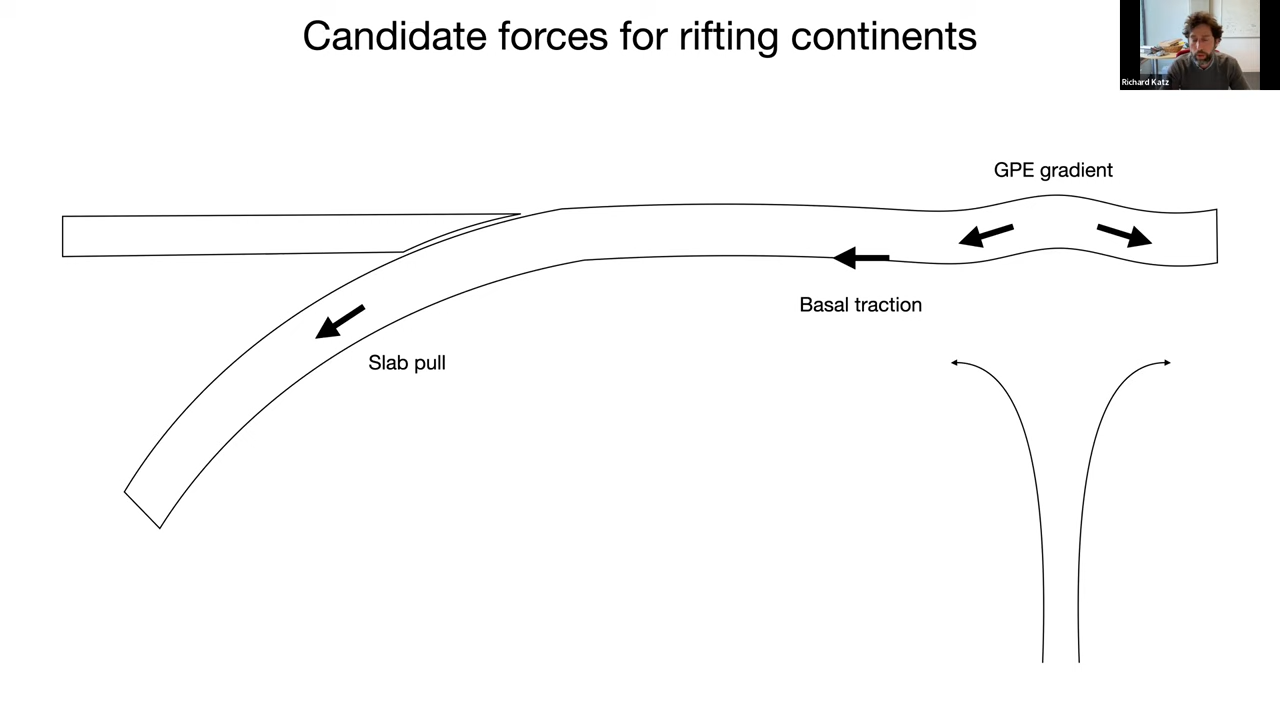 Candidate forces for rifting continents
Richard Katz
GPE gradient
Basal traction
Slab pull